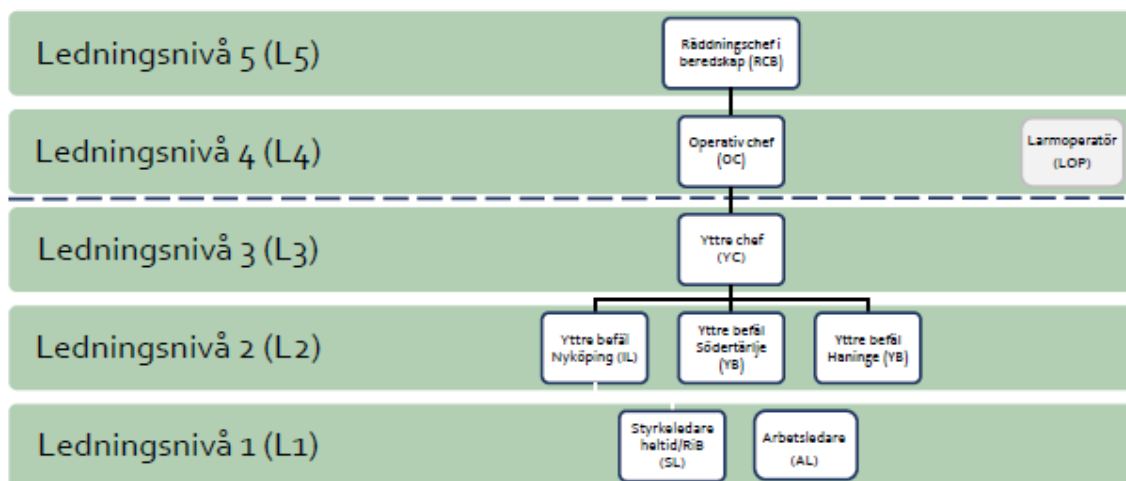 Ledningsnivå 5 (L5)
Räddningschef i
beredskap (RCB)
Ledningsnivå 4 (L4)
Operativ chef
(OC)
Larmoperatör
(LOP)
Ledningsnivå 3 (L3)
Yttre chef
(YC)
Ledningsnivå 2 (L2)
Yttre befäl
Nyköping (IL)
Yttre befäl
Södertärlje
(YB)
Yttre befäl
Haninge (YB)
Ledningsnivå 1 (L1)
Styrkeledare
heltid/RiB
(SL)
Arbetsledare
(AL)